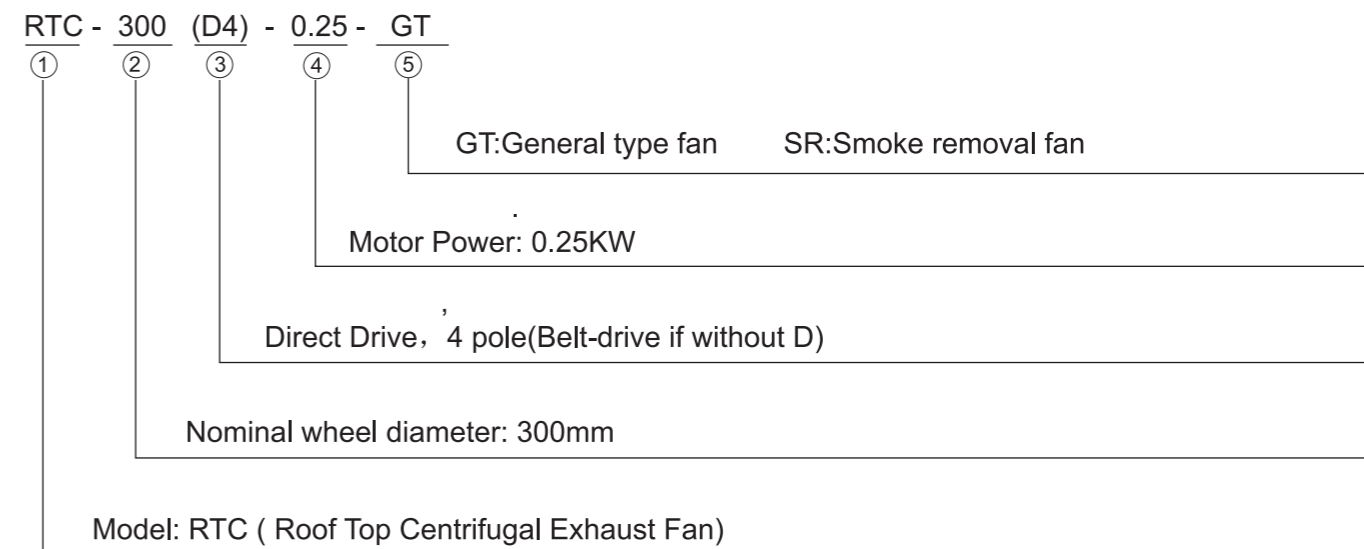 RTC - 300 (D4) - 0.25 - GT
① ② ③ ④ ⑤
GT:General type fan SR:Smoke removal fan
Motor Power: 0.25KW
Direct Drive，4 pole(Belt-drive if without D)
Nominal wheel diameter: 300mm
Model: RTC ( Roof Top Centrifugal Exhaust Fan)